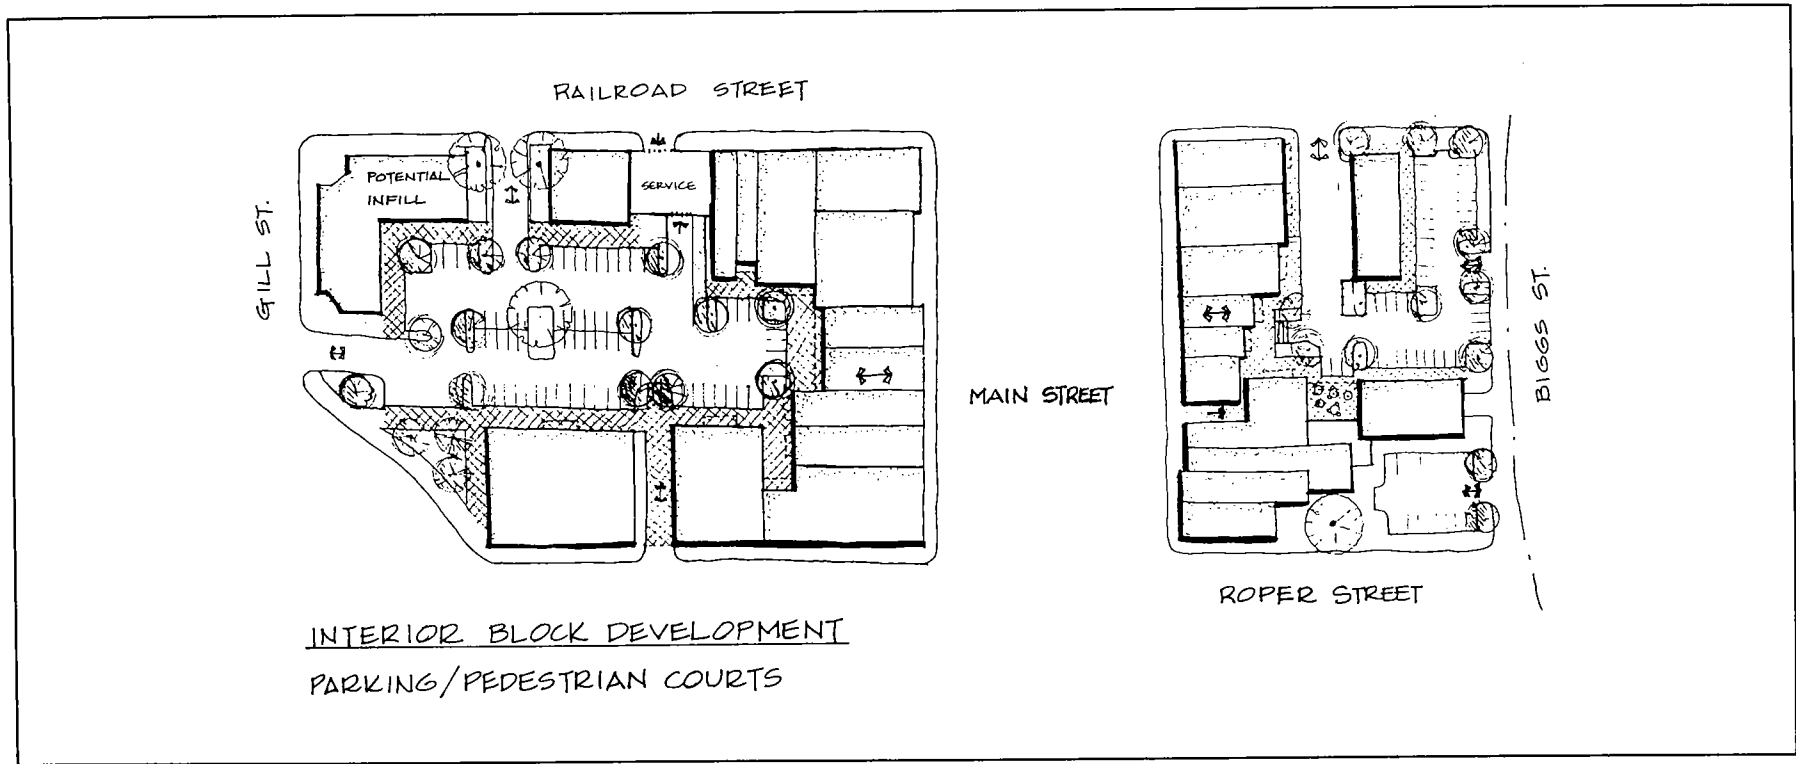 RAILROAD STREET
POTENTIAL
INFILL
SERVICE
GILL ST.
MAIN STREET
BIGGS ST.
ROPER STREET
INTERIOR BLOCK DEVELOPMENT
PARKING/PEDESTRIAN COURTS